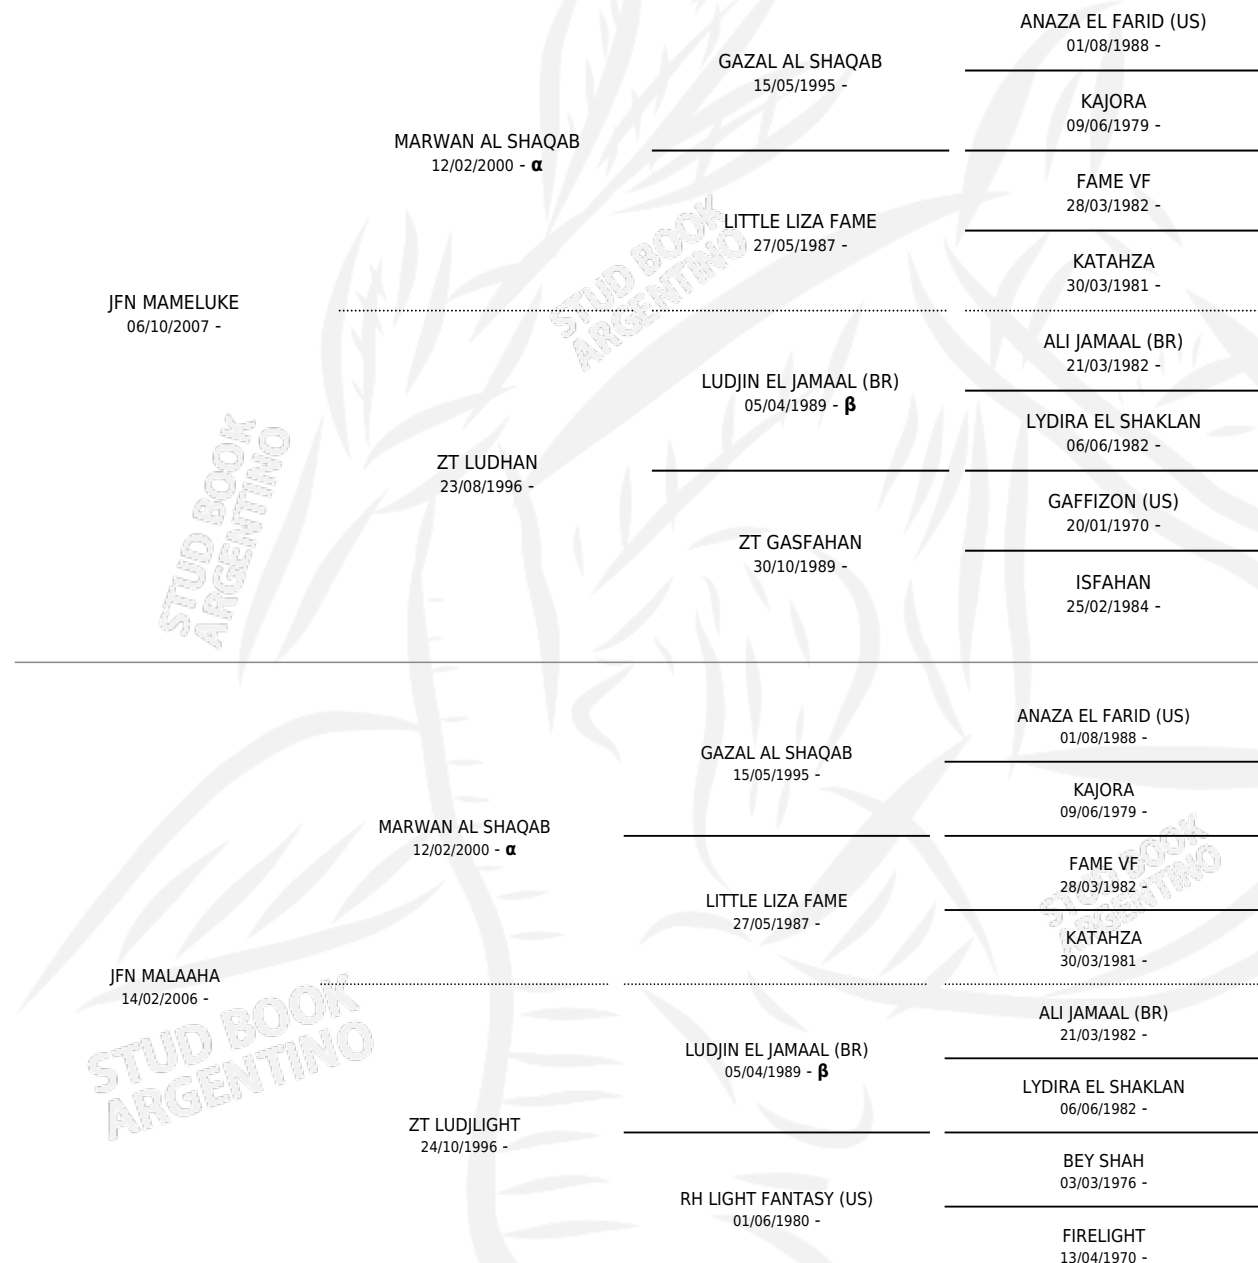 ANAZA EL FARID (US)
01/08/1988 -
GAZAL AL SHAQAB
15/05/1995 -
KAJORA
09/06/1979 -
MARWAN AL SHAQAB
12/02/2000 - α
FAME VF
28/03/1982 -
LITTLE LIZA FAME
27/05/1987 -
KATAHZA
30/03/1981 -
JFN MAMELUKE
06/10/2007 -
ALI JAMAAL (BR)
21/03/1982 -
LUDJIN EL JAMAAL (BR)
05/04/1989 - β
LYDIRA EL SHAKLAN
06/06/1982 -
ZT LUDHAN
23/08/1996 -
GAFFIZON (US)
20/01/1970 -
ZT GASFAHAN
30/10/1989 -
ISFAHAN
25/02/1984 -
STUD BOOK
ARGENTINO
STUD BOOK
ARGENTINO
ANAZA EL FARID (US)
01/08/1988 -
GAZAL AL SHAQAB
15/05/1995 -
KAJORA
09/06/1979 -
MARWAN AL SHAQAB
12/02/2000 - α
FAME VF
28/03/1982 -
LITTLE LIZA FAME
27/05/1987 -
KATAHZA
30/03/1981 -
JFN MALAAHA
14/02/2006 -
ALI JAMAAL (BR)
21/03/1982 -
LUDJIN EL JAMAAL (BR)
05/04/1989 - β
LYDIRA EL SHAKLAN
06/06/1982 -
ZT LUDJLIGHT
24/10/1996 -
BEY SHAH
03/03/1976 -
RH LIGHT FANTASY (US)
01/06/1980 -
FIRELIGHT
13/04/1970 -
STUD BOOK
ARGENTINO
STUD BOOK
ARGENTINO